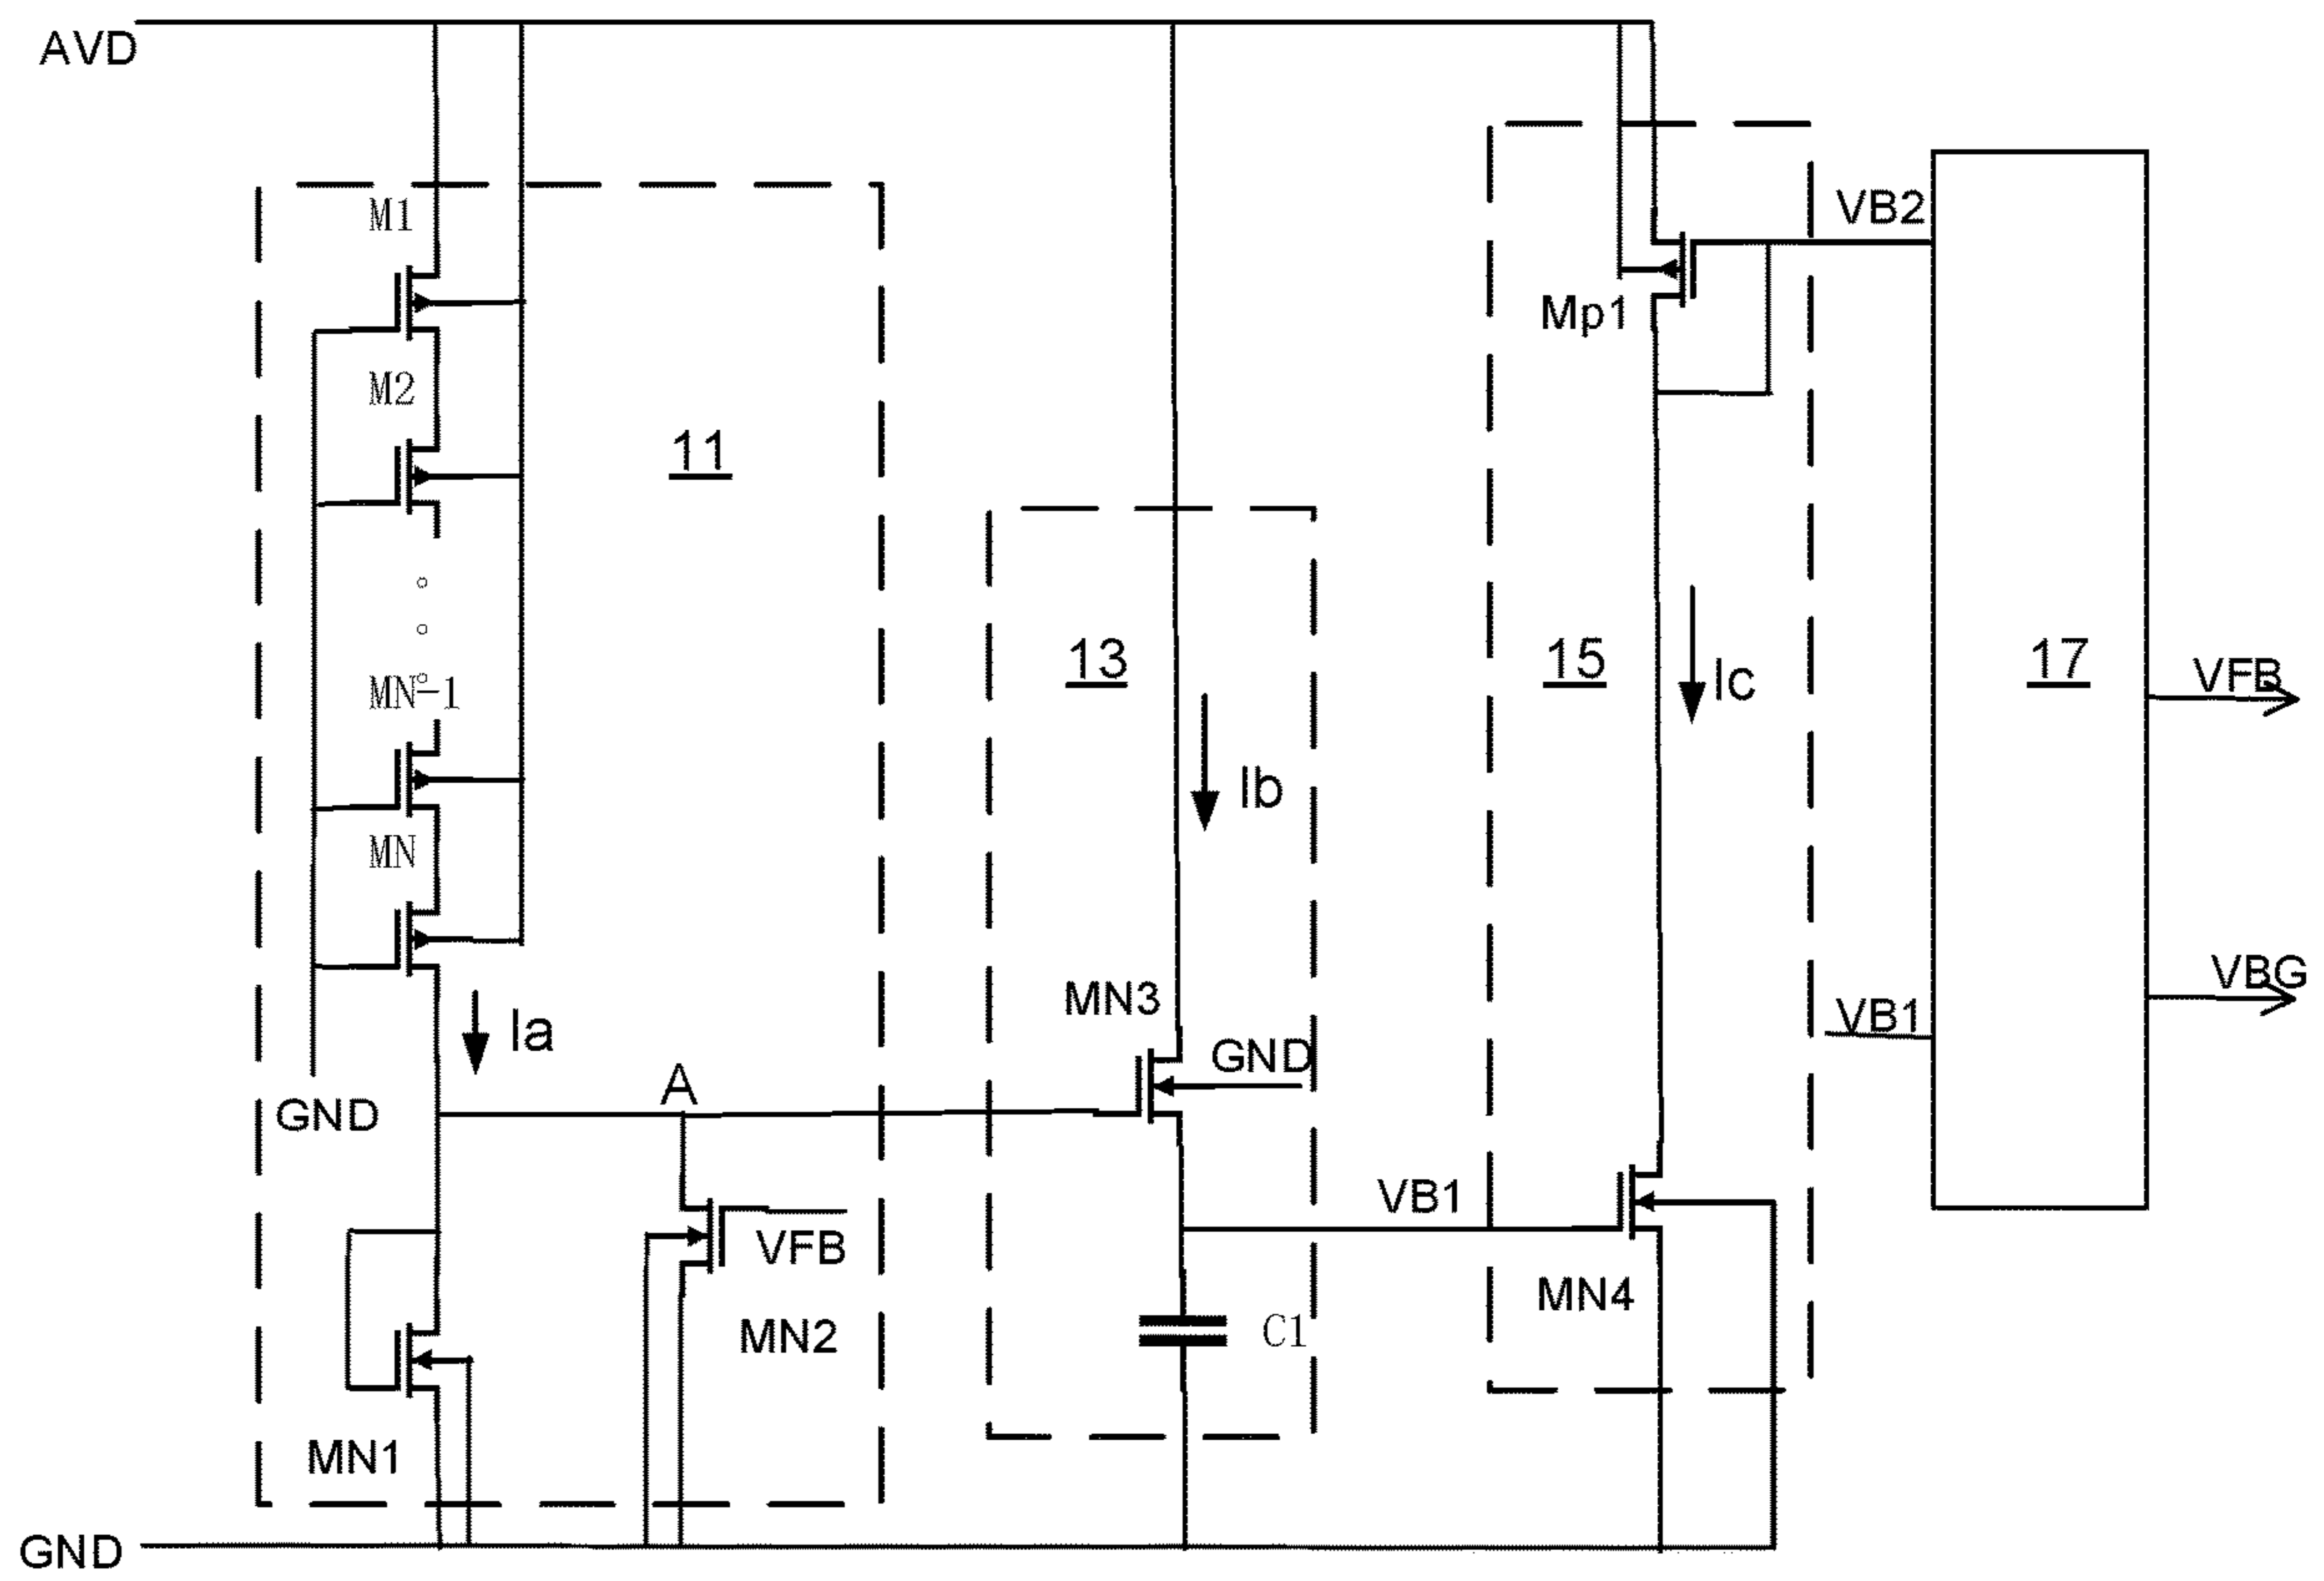 AVD
M1
VB2
Mp1
M2
11
13
15
17
VFB
Ic
MN-1
Ib
MN
VBG
MN3
VB1
Ia
GND
A
GND
VB1
VFB
MN4
MN2
C1
MN1
GND